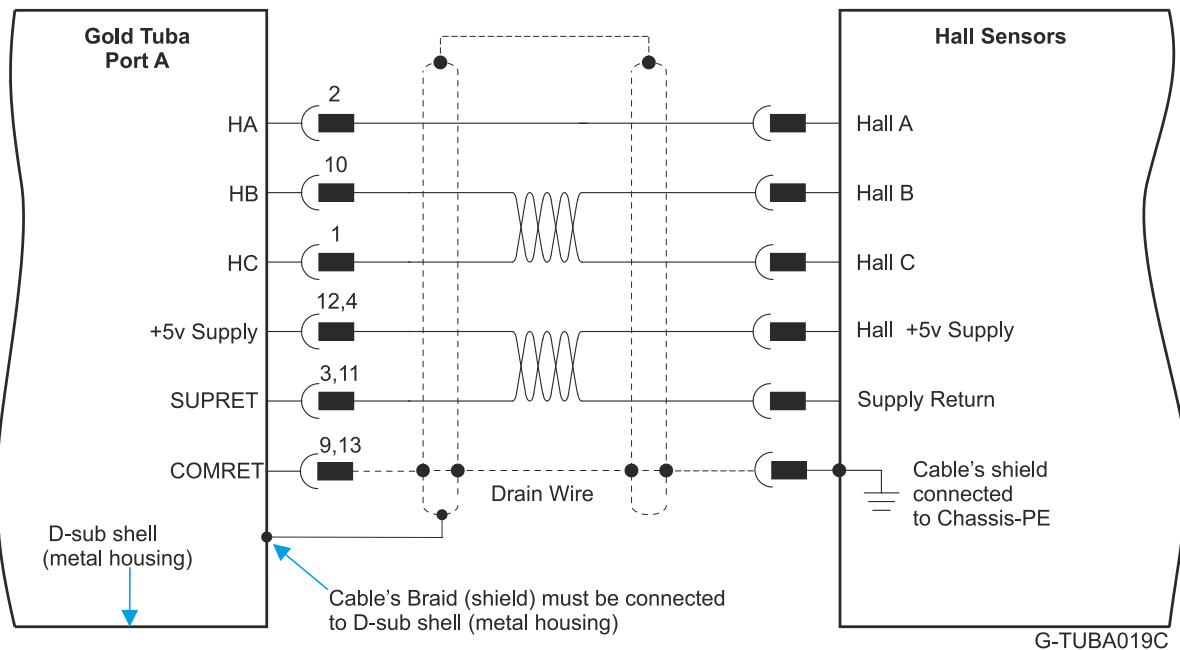 Gold Tuba
Port A
Hall Sensors
HA
2
Hall A
HB
10
Hall B
HC
1
Hall C
+5v Supply
12,4
Hall +5v Supply
SUPRET
3,11
Supply Return
COMRET
9,13
Drain Wire
Cable's shield
connected
to Chassis-PE
D-sub shell
(metal housing)
Cable's Braid (shield) must be connected
to D-sub shell (metal housing)
G-TUBA019C